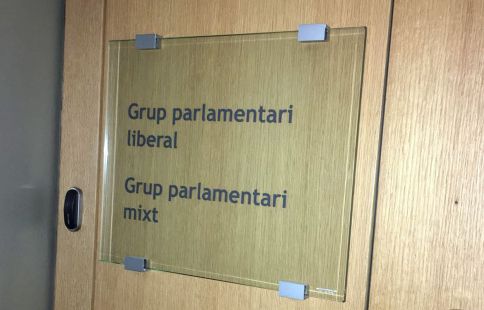 Grup parlamentari
liberal
Grup parlamentari
mixt